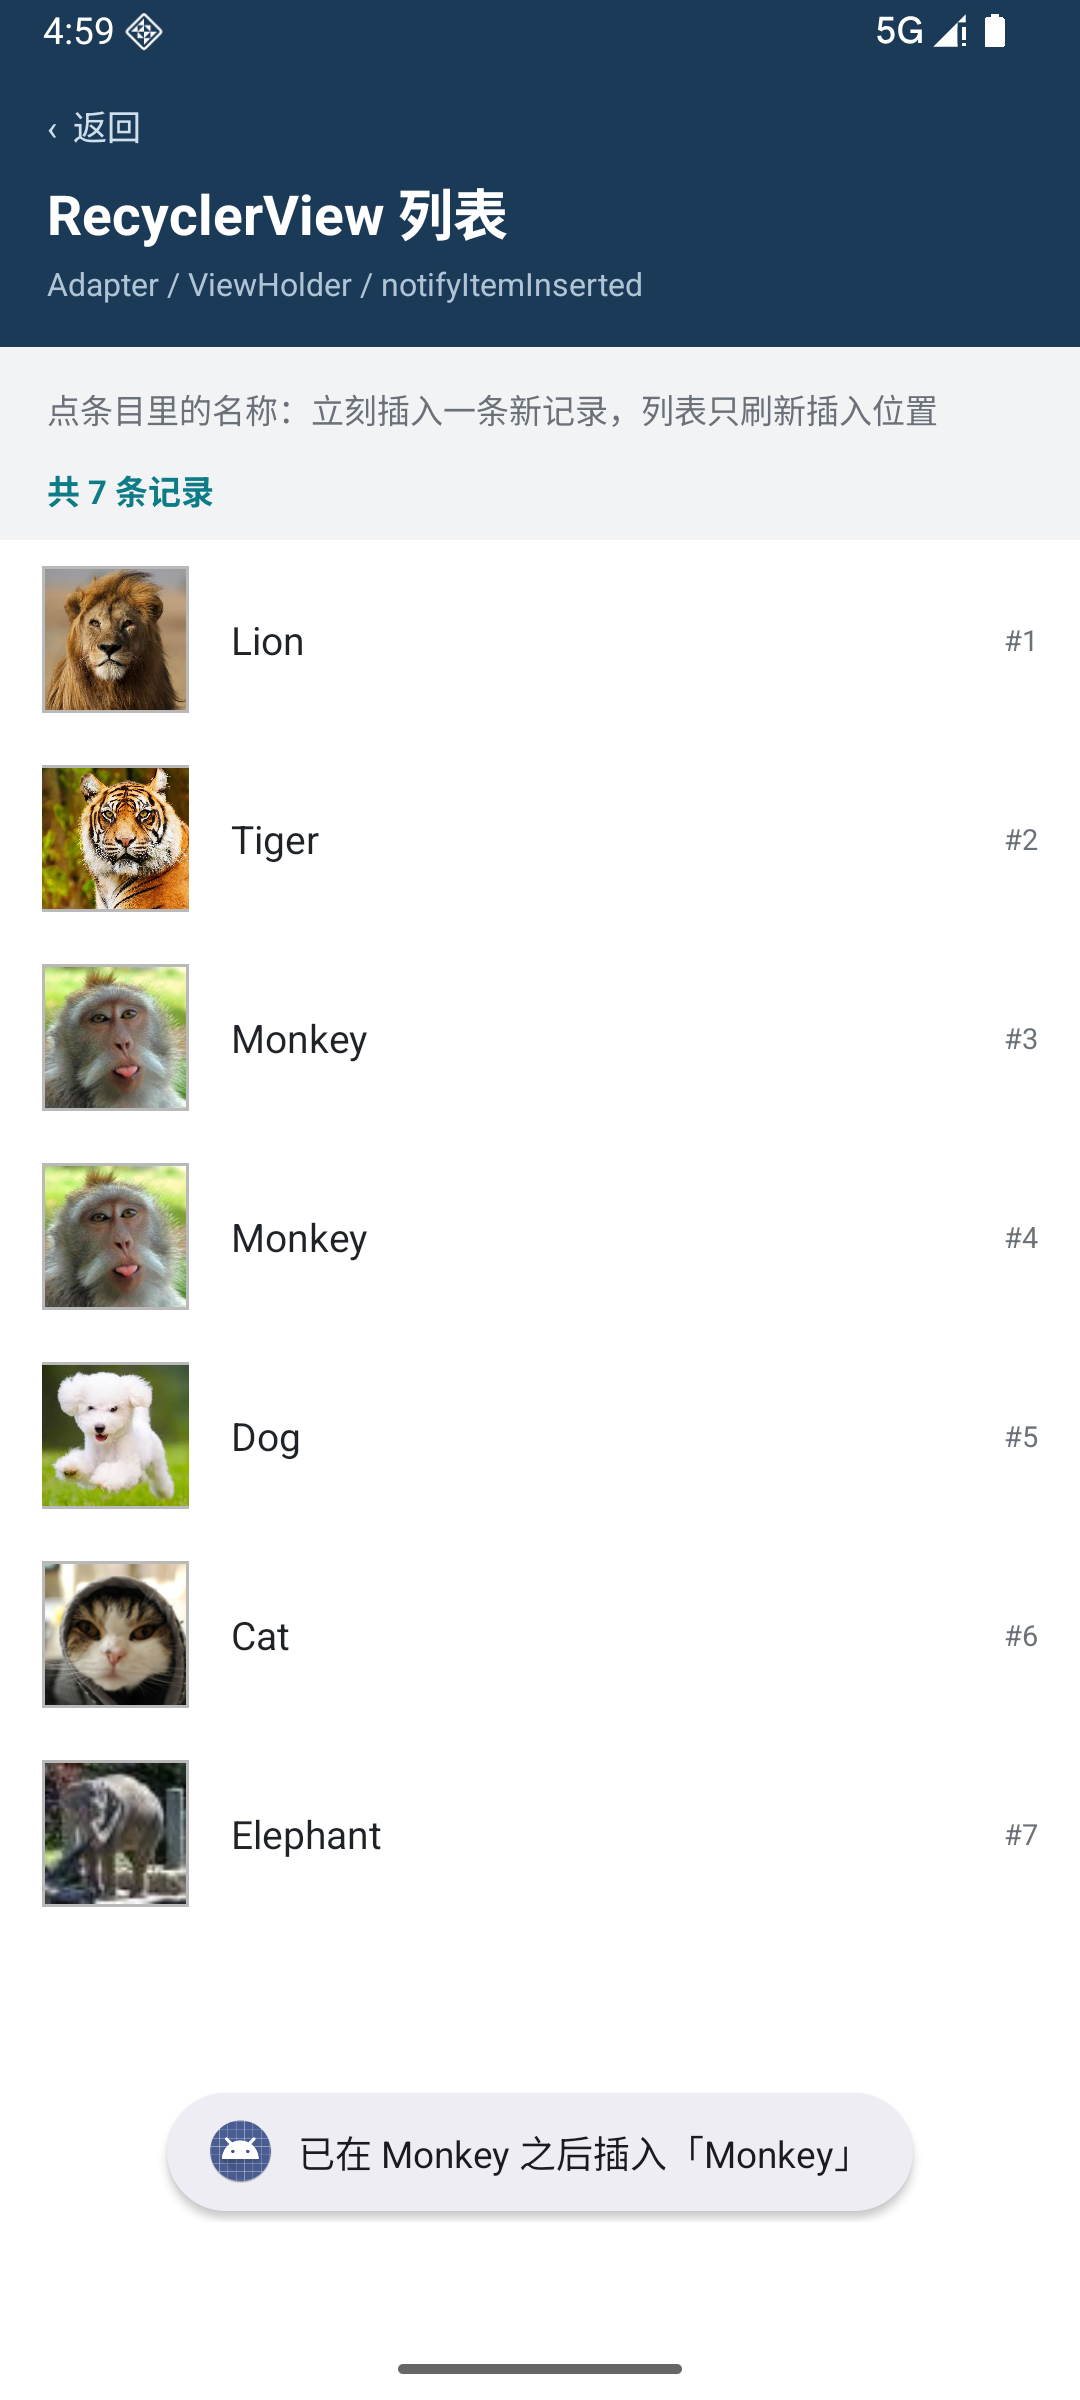 4:59
5G
‹ 返回
RecyclerView 列表
Adapter / ViewHolder / notifyItemInserted
点条目里的名称：立刻插入一条新记录，列表只刷新插入位置
共 7 条记录
Lion #1
Tiger #2
Monkey #3
Monkey #4
Dog #5
Cat #6
Elephant #7
已在 Monkey 之后插入「Monkey」